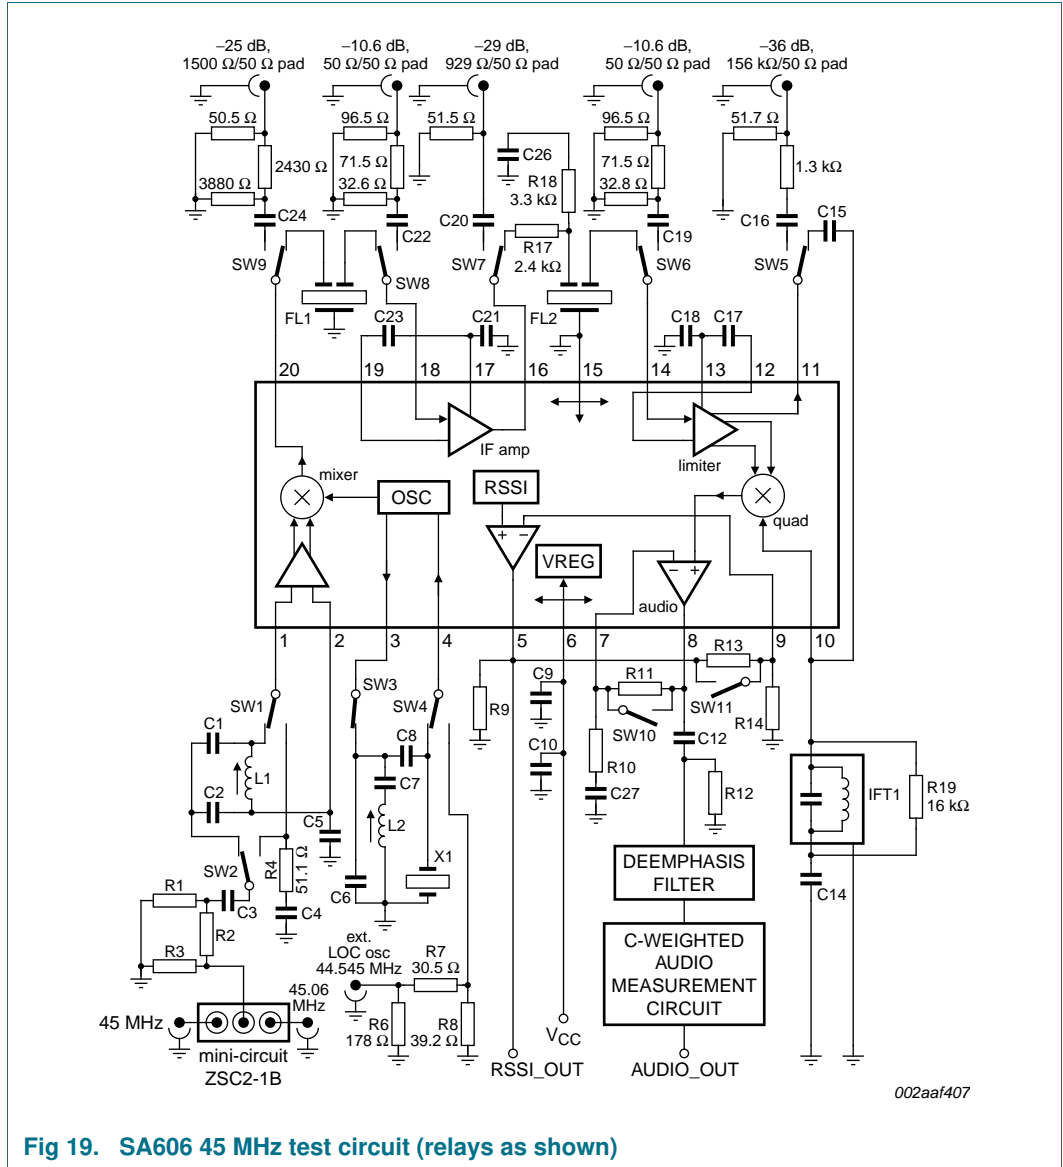 –25 dB,
1500 Ω/50 Ω pad
–10.6 dB,
50 Ω/50 Ω pad
–29 dB,
929 Ω/50 Ω pad
–10.6 dB,
50 Ω/50 Ω pad
–36 dB,
156 kΩ/50 Ω pad
50.5 Ω
96.5 Ω
51.5 Ω
96.5 Ω
51.7 Ω
2430 Ω
71.5 Ω
C26
71.5 Ω
1.3 kΩ
3880 Ω
32.6 Ω
R18
3.3 kΩ
32.8 Ω
C24
C22
C20
R17
2.4 kΩ
C19
C16
C15
SW9
SW8
SW7
SW6
SW5
FL1
FL2
C23
C21
C18
C17
20
19
18
17
16
15
14
13
12
11
IF amp
limiter
mixer
OSC
RSSI
quad
+
–
VREG
–
+
audio
1
2
3
4
5
6
7
8
9
10
SW1
SW3
SW4
R9
C9
R11
R13
SW11
R14
SW10
C1
L1
C8
C10
C12
C2
C7
R10
C5
L2
C27
R12
IFT1
R19
16 kΩ
SW2
R4
51.1 Ω
X1
DEEMPHASIS
FILTER
R1
C3
C4
C6
C14
R2
R3
ext.
LOC osc
44.545 MHz
R7
30.5 Ω
C-WEIGHTED
AUDIO
MEASUREMENT
CIRCUIT
45.06
MHz
45 MHz
R6
178 Ω
R8
39.2 Ω
VCC
mini-circuit
ZSC2-1B
RSSI_OUT
AUDIO_OUT
002aaf407
Fig 19. SA606 45 MHz test circuit (relays as shown)